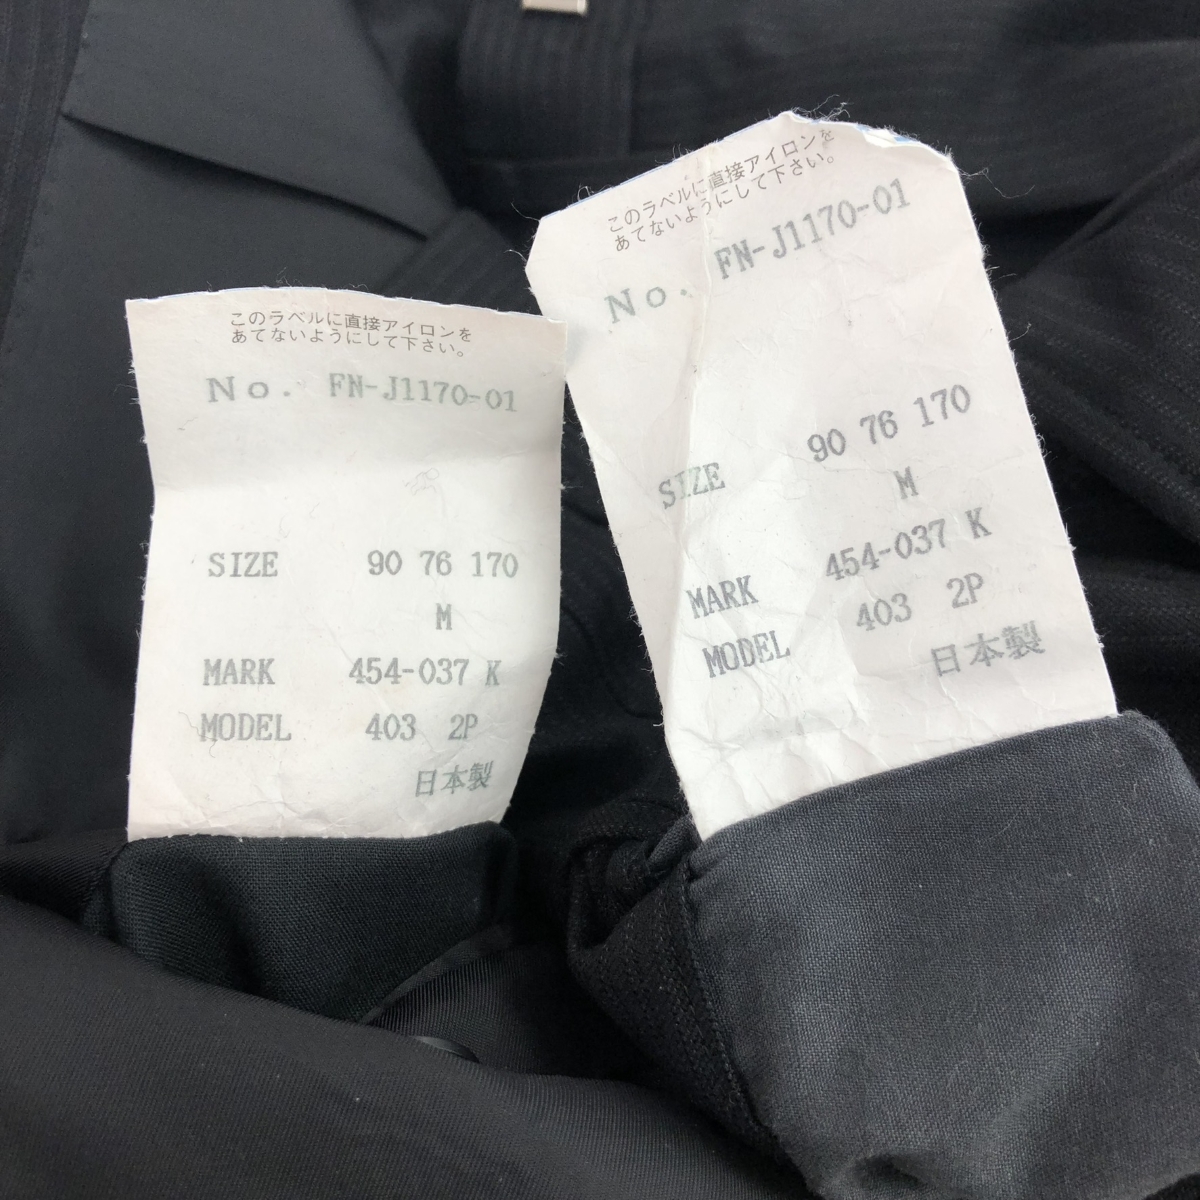 このラベルに直接アイロンを
あてないようにして下さい。
No. FN-J1170-01
SIZE 90 76 170
M
MARK 454-037 K
MODEL 403 2P
日本製
このラベルに直接アイロンを
あてないようにして下さい。
No. FN-J1170-01
SIZE 90 76 170
M
MARK 454-037 K
MODEL 403 2P
日本製